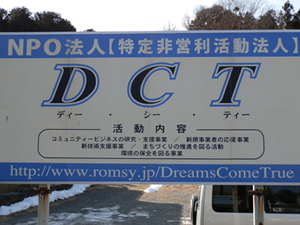 NPO法人【特定非営利活動法人】
DCT
ディー・シー・ティー
活動内容
コミュニティービジネスの研究・支援事業 / 新規事業者の応援事業
新技術支援事業 / まちづくりの推進を図る活動
環境の保全を図る事業
http://www.romsy.jp/DreamsComeTrue